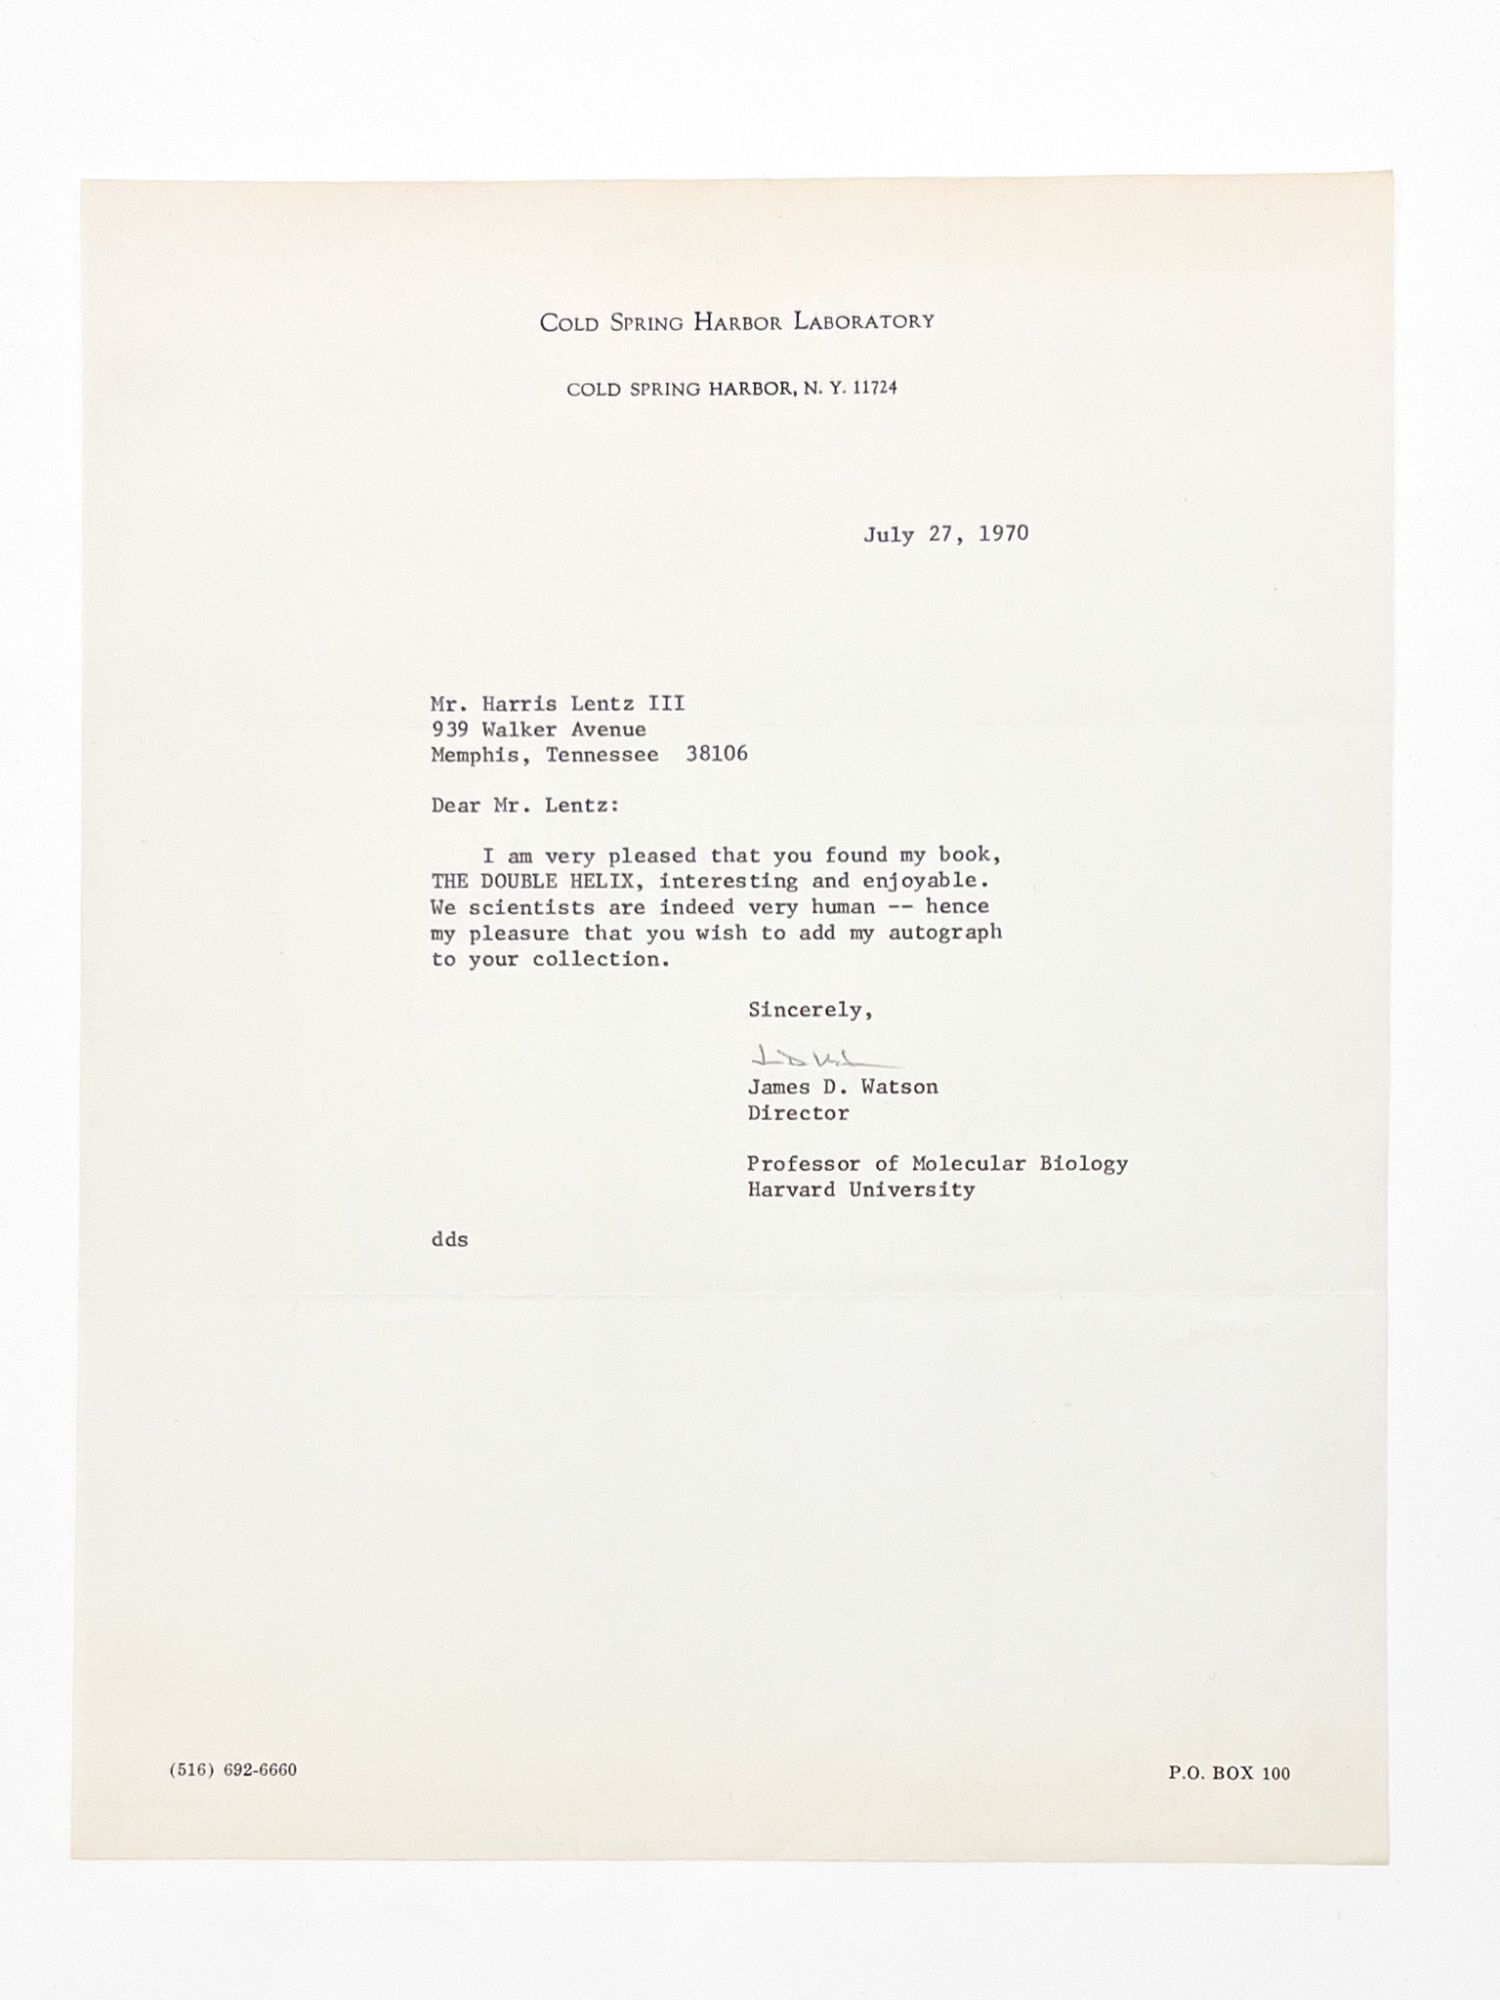 COLD SPRING HARBOR LABORATORY
COLD SPRING HARBOR, N. Y. 11724
July 27, 1970
Mr. Harris Lentz III
939 Walker Avenue
Memphis, Tennessee 38106
Dear Mr. Lentz:
I am very pleased that you found my book,
THE DOUBLE HELIX, interesting and enjoyable.
We scientists are indeed very human -- hence
my pleasure that you wish to add my autograph
to your collection.
Sincerely,
James D. Watson
Director
Professor of Molecular Biology
Harvard University
dds
(516) 692-6660
P.O. BOX 100